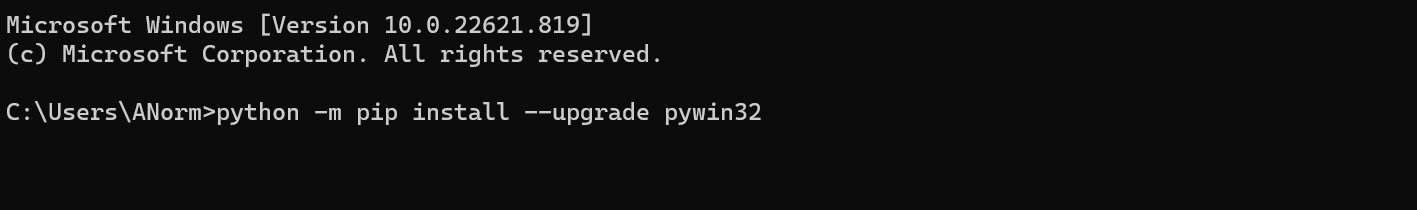 Microsoft Windows [Version 10.0.22621.819]
(c) Microsoft Corporation. All rights reserved.
C:\Users\ANorm>python -m pip install --upgrade pywin32